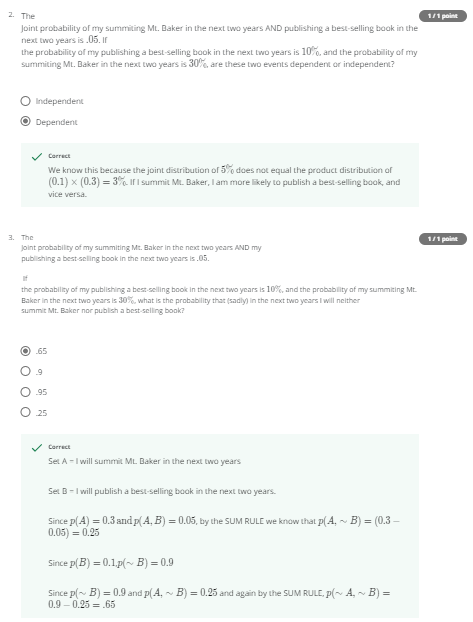 2. The
1 / 1 point
Joint probability of my summiting Mt. Baker in the next two years AND publishing a best-selling book in the
next two years is .05. If
the probability of my publishing a best-selling book in the next two years is 10%, and the probability of my
summiting Mt. Baker in the next two years is 30%, are these two events dependent or independent?
Independent
Dependent
Correct
We know this because the joint distribution of 5% does not equal the product distribution of
(0.1) × (0.3) = 3%. If I summit Mt. Baker, I am more likely to publish a best-selling book, and
vice versa.
3. The
1 / 1 point
joint probability of my summiting Mt. Baker in the next two years AND my
publishing a best-selling book in the next two years is .05.
If
the probability of my publishing a best-selling book in the next two years is 10%, and the probability of my summiting Mt.
Baker in the next two years is 30%, what is the probability that (sadly) in the next two years I will neither
summit Mt. Baker nor publish a best-selling book?
.65
.9
.95
.25
Correct
Set A = I will summit Mt. Baker in the next two years
Set B = I will publish a best-selling book in the next two years.
Since p(A) = 0.3 and p(A, B) = 0.05, by the SUM RULE we know that p(A, ∼ B) = (0.3 −
0.05) = 0.25
Since p(B) = 0.1,p(∼ B) = 0.9
Since p(∼ B) = 0.9 and p(A, ∼ B) = 0.25 and again by the SUM RULE, p(∼ A, ∼ B) =
0.9 − 0.25 = .65